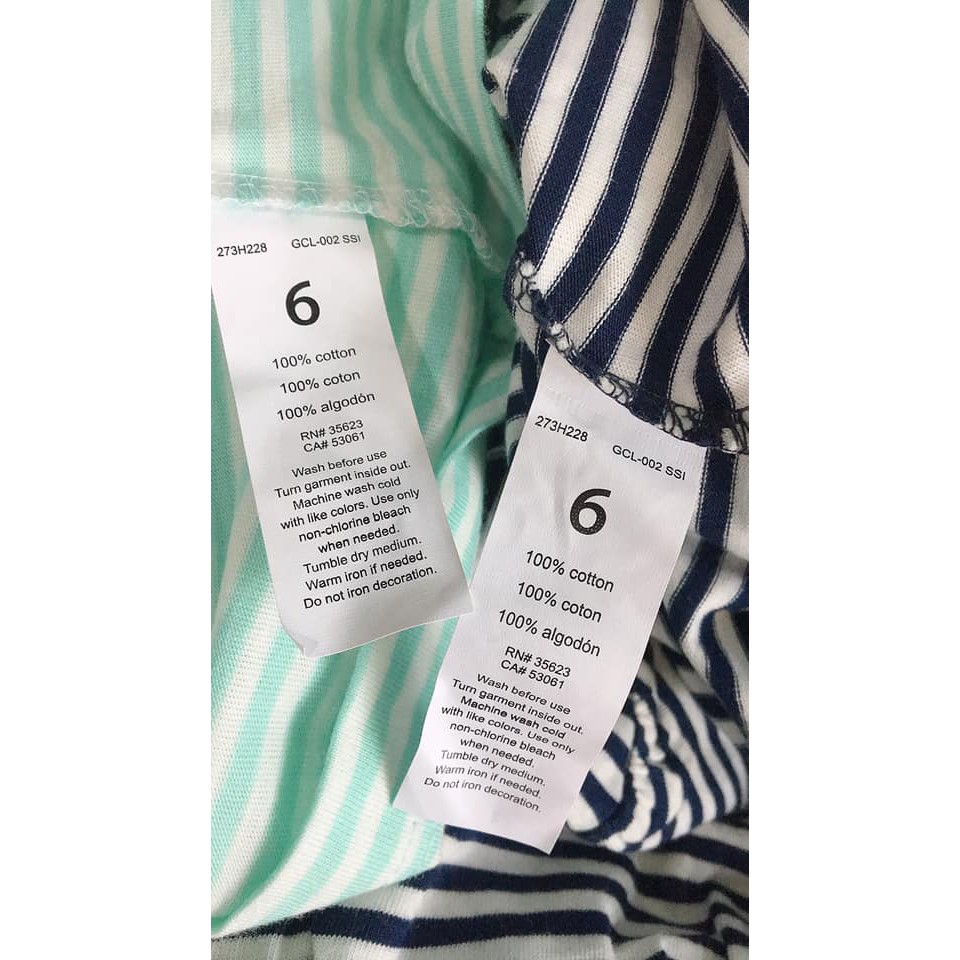 273H228 GCL-002 SSI
6
100% cotton
100% coton
100% algodón
RN# 35623
CA# 53061
Wash before use
Turn garment inside out.
Machine wash cold
with like colors. Use only
non-chlorine bleach
when needed.
Tumble dry medium.
Warm iron if needed.
Do not iron decoration.
273H228 GCL-002 SSI
6
100% cotton
100% coton
100% algodón
RN# 35623
CA# 53061
Wash before use
Turn garment inside out.
Machine wash cold
with like colors. Use only
non-chlorine bleach
when needed.
Tumble dry medium.
Warm iron if needed.
Do not iron decoration.